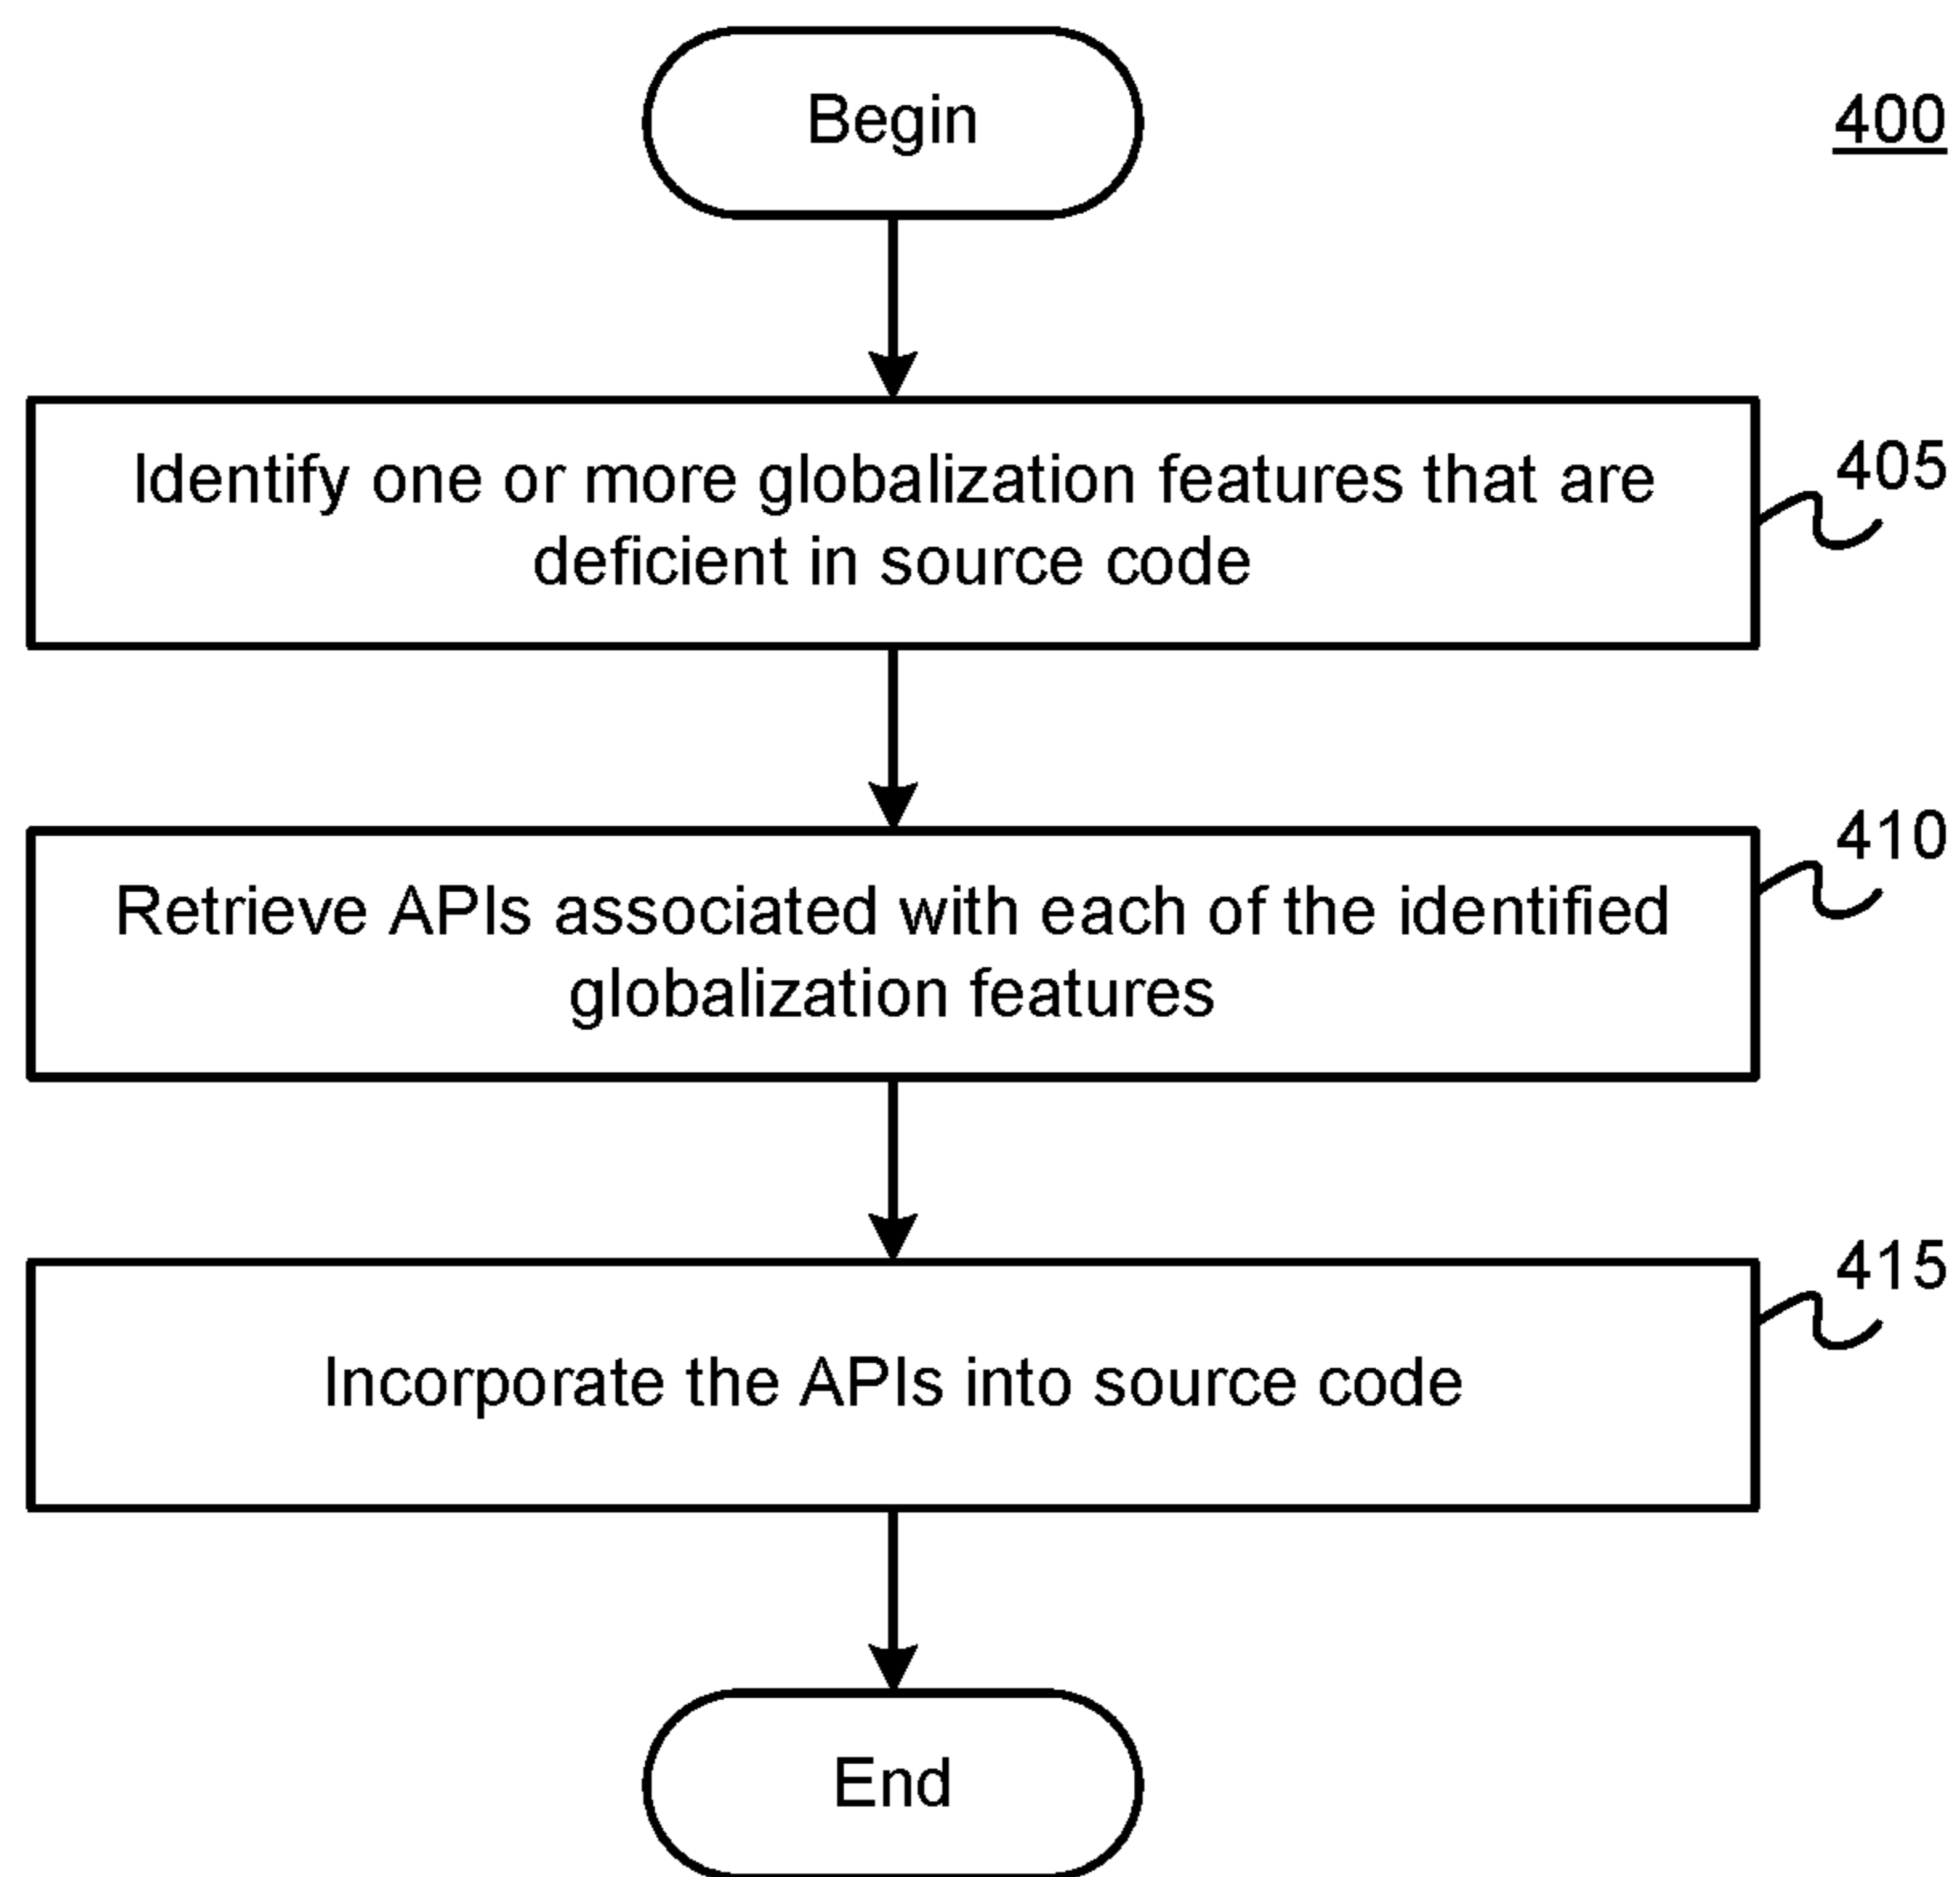 Begin
400
Identify one or more globalization features that are
deficient in source code
405
Retrieve APIs associated with each of the identified
globalization features
410
Incorporate the APIs into source code
415
End